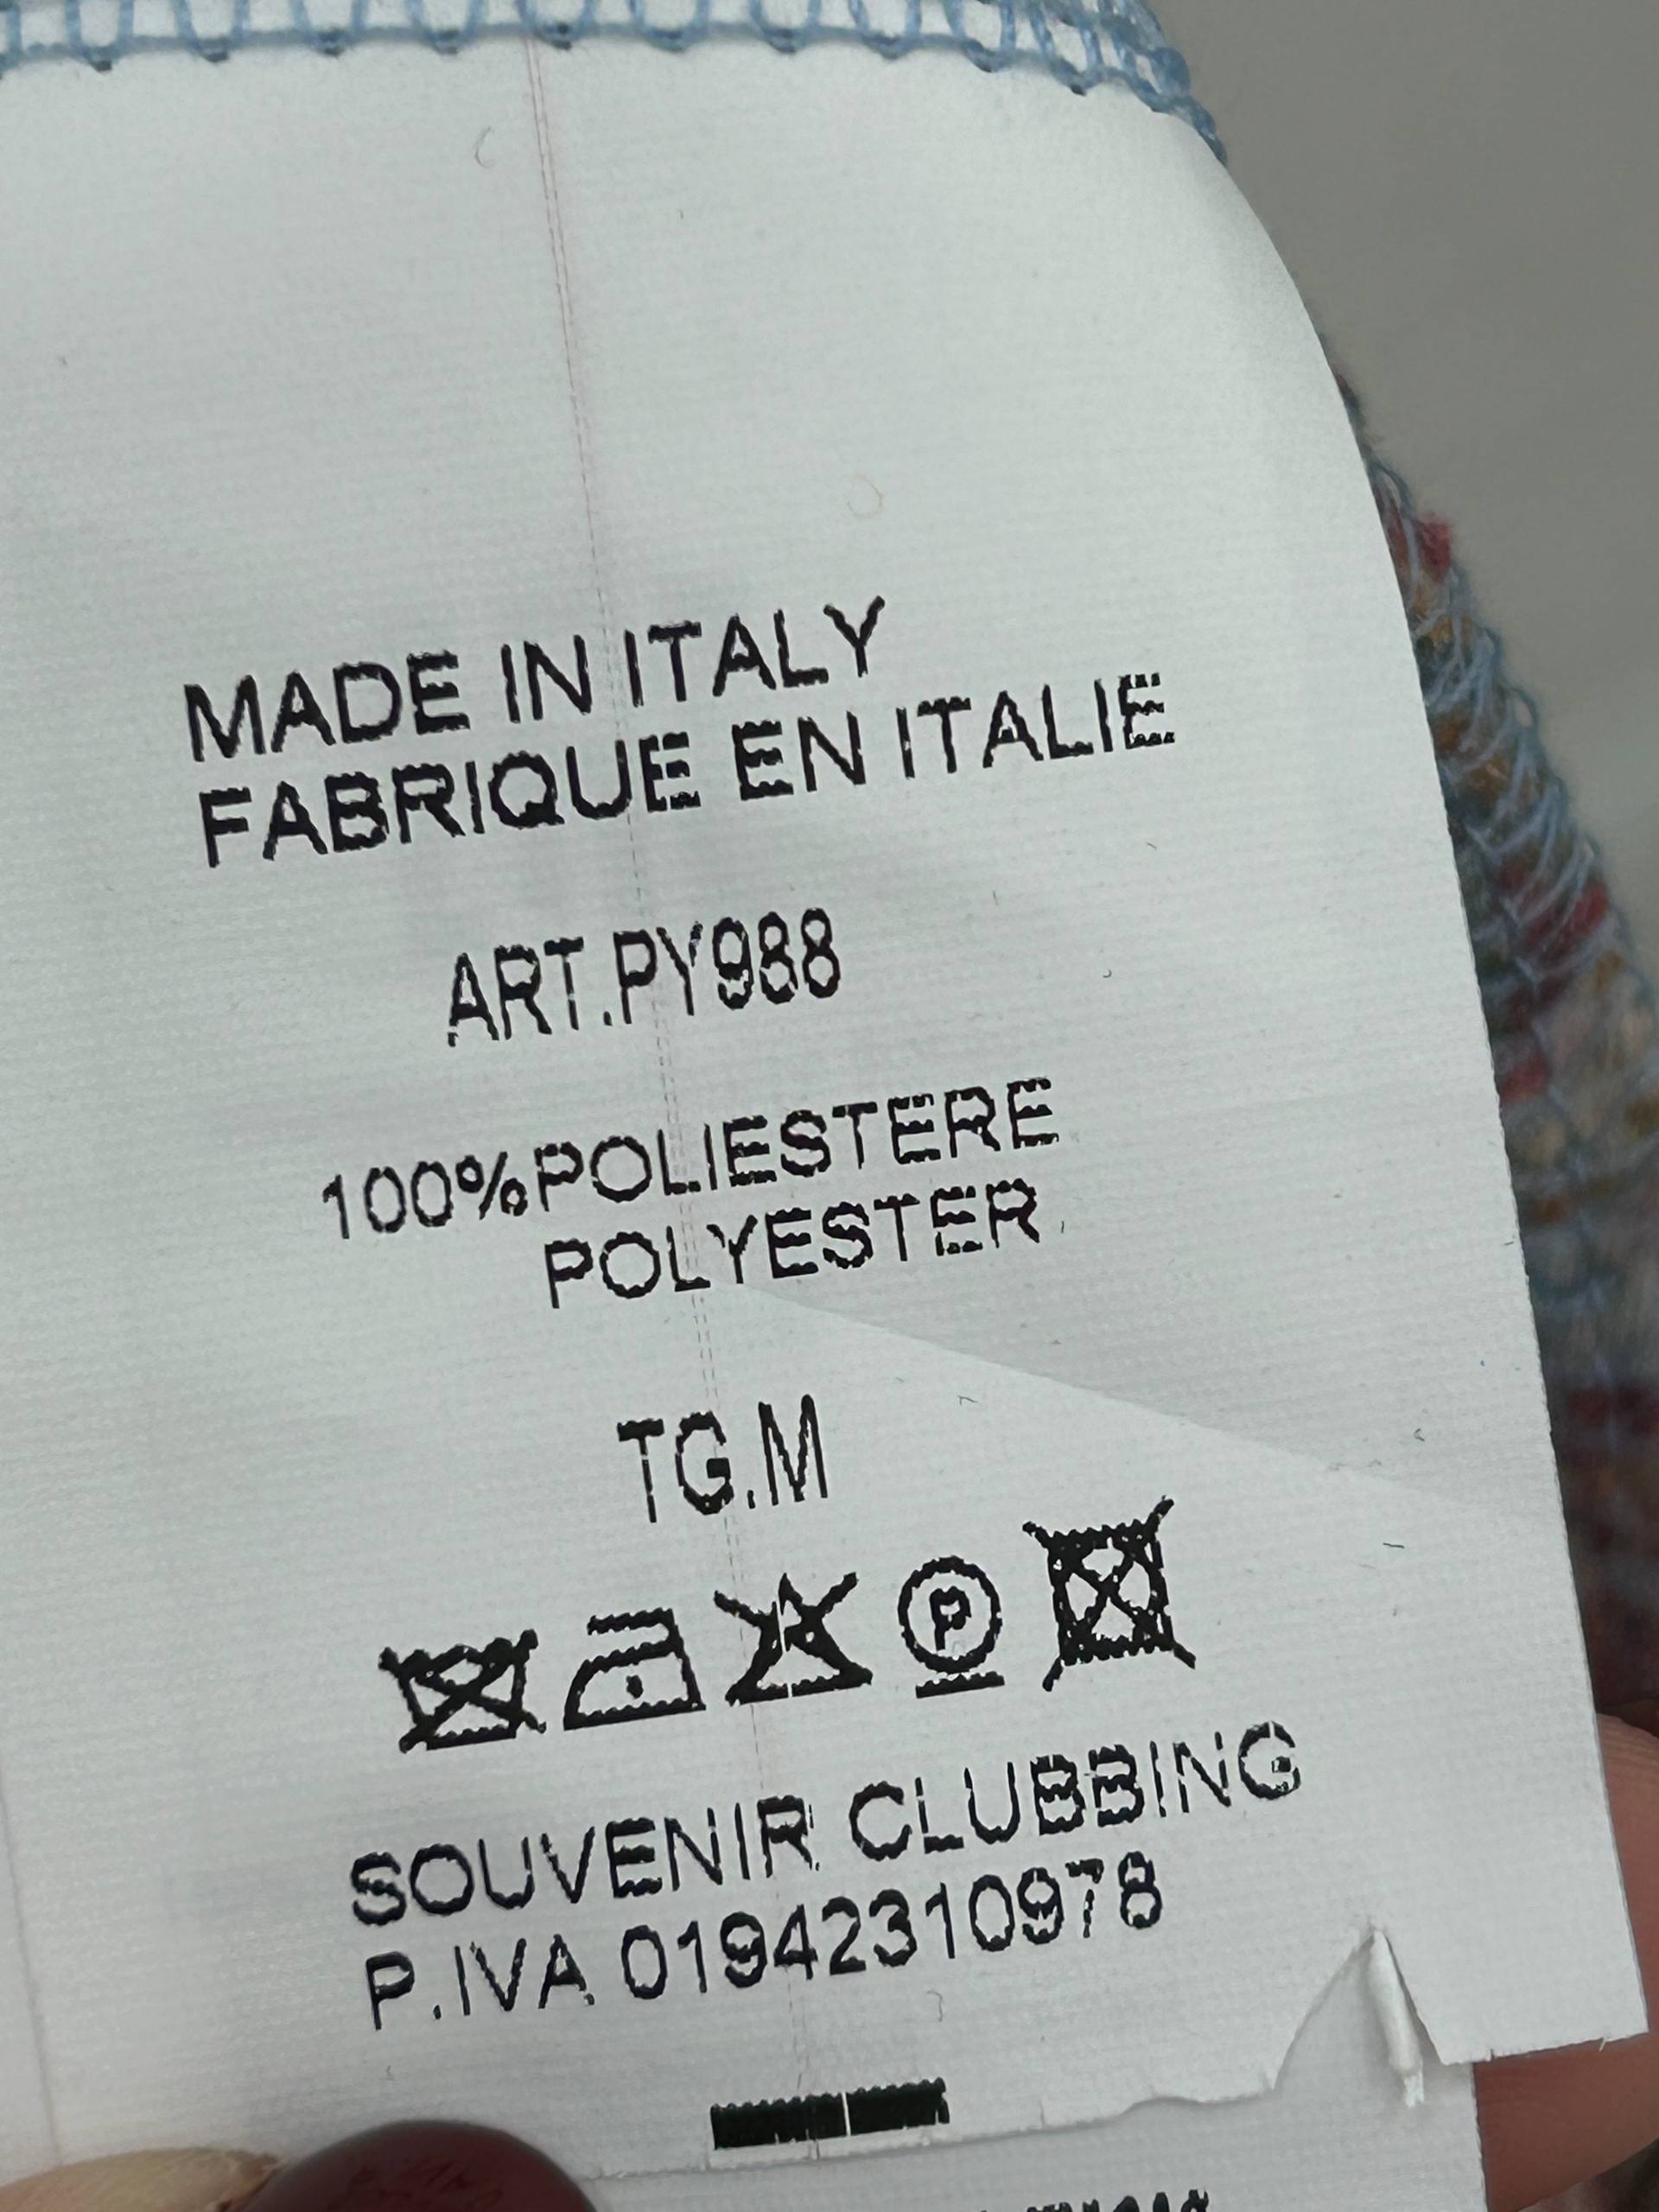 MADE IN ITALY
FABRIQUE EN ITALIE
ART.PY988
100%POLIESTERE
POLYESTER
TG.M
P
SOUVENIR CLUBBING
P.IVA 01942310978